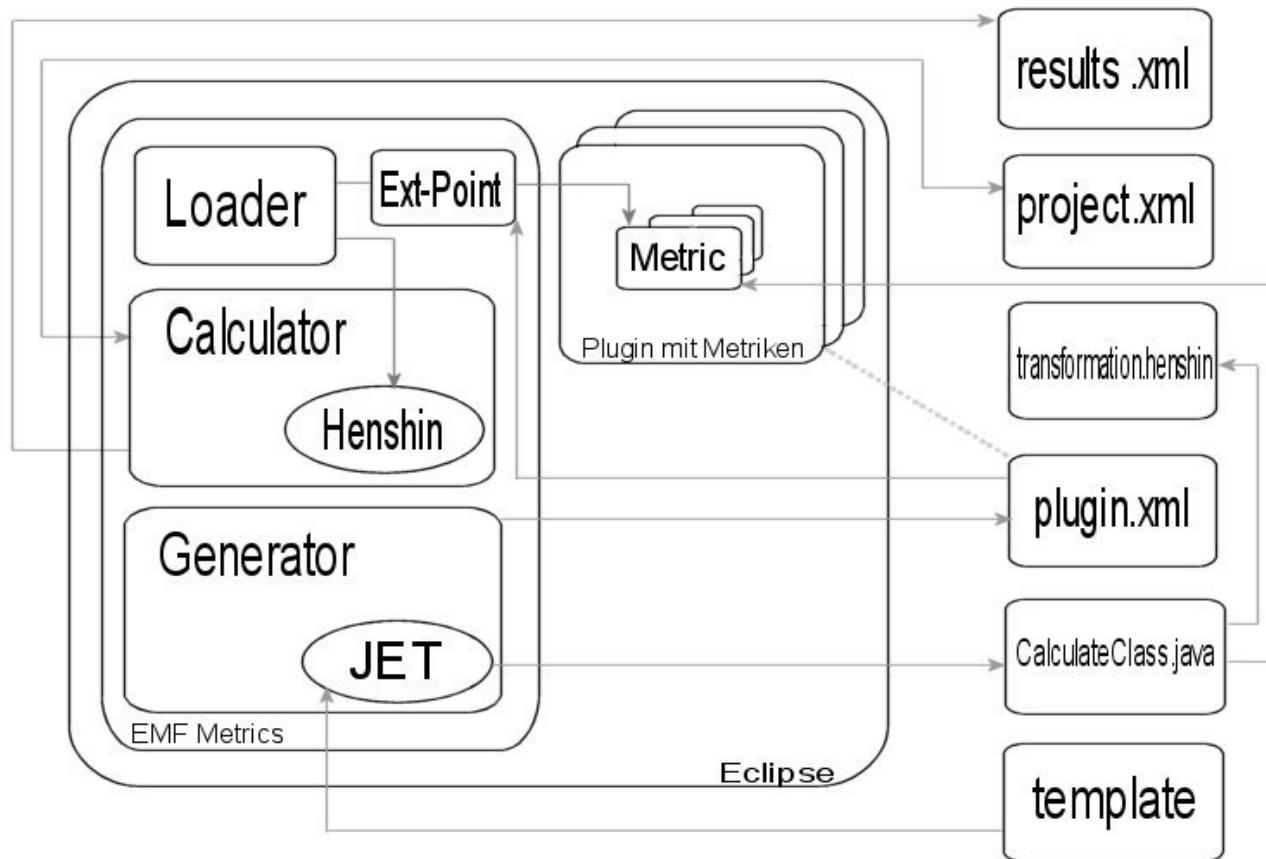 results .xml
project.xml
Loader
Ext-Point
Metric
Plugin mit Metriken
Calculator
Henshin
transformation.henshin
plugin.xml
Generator
JET
CalculateClass.java
EMF Metrics
Eclipse
template